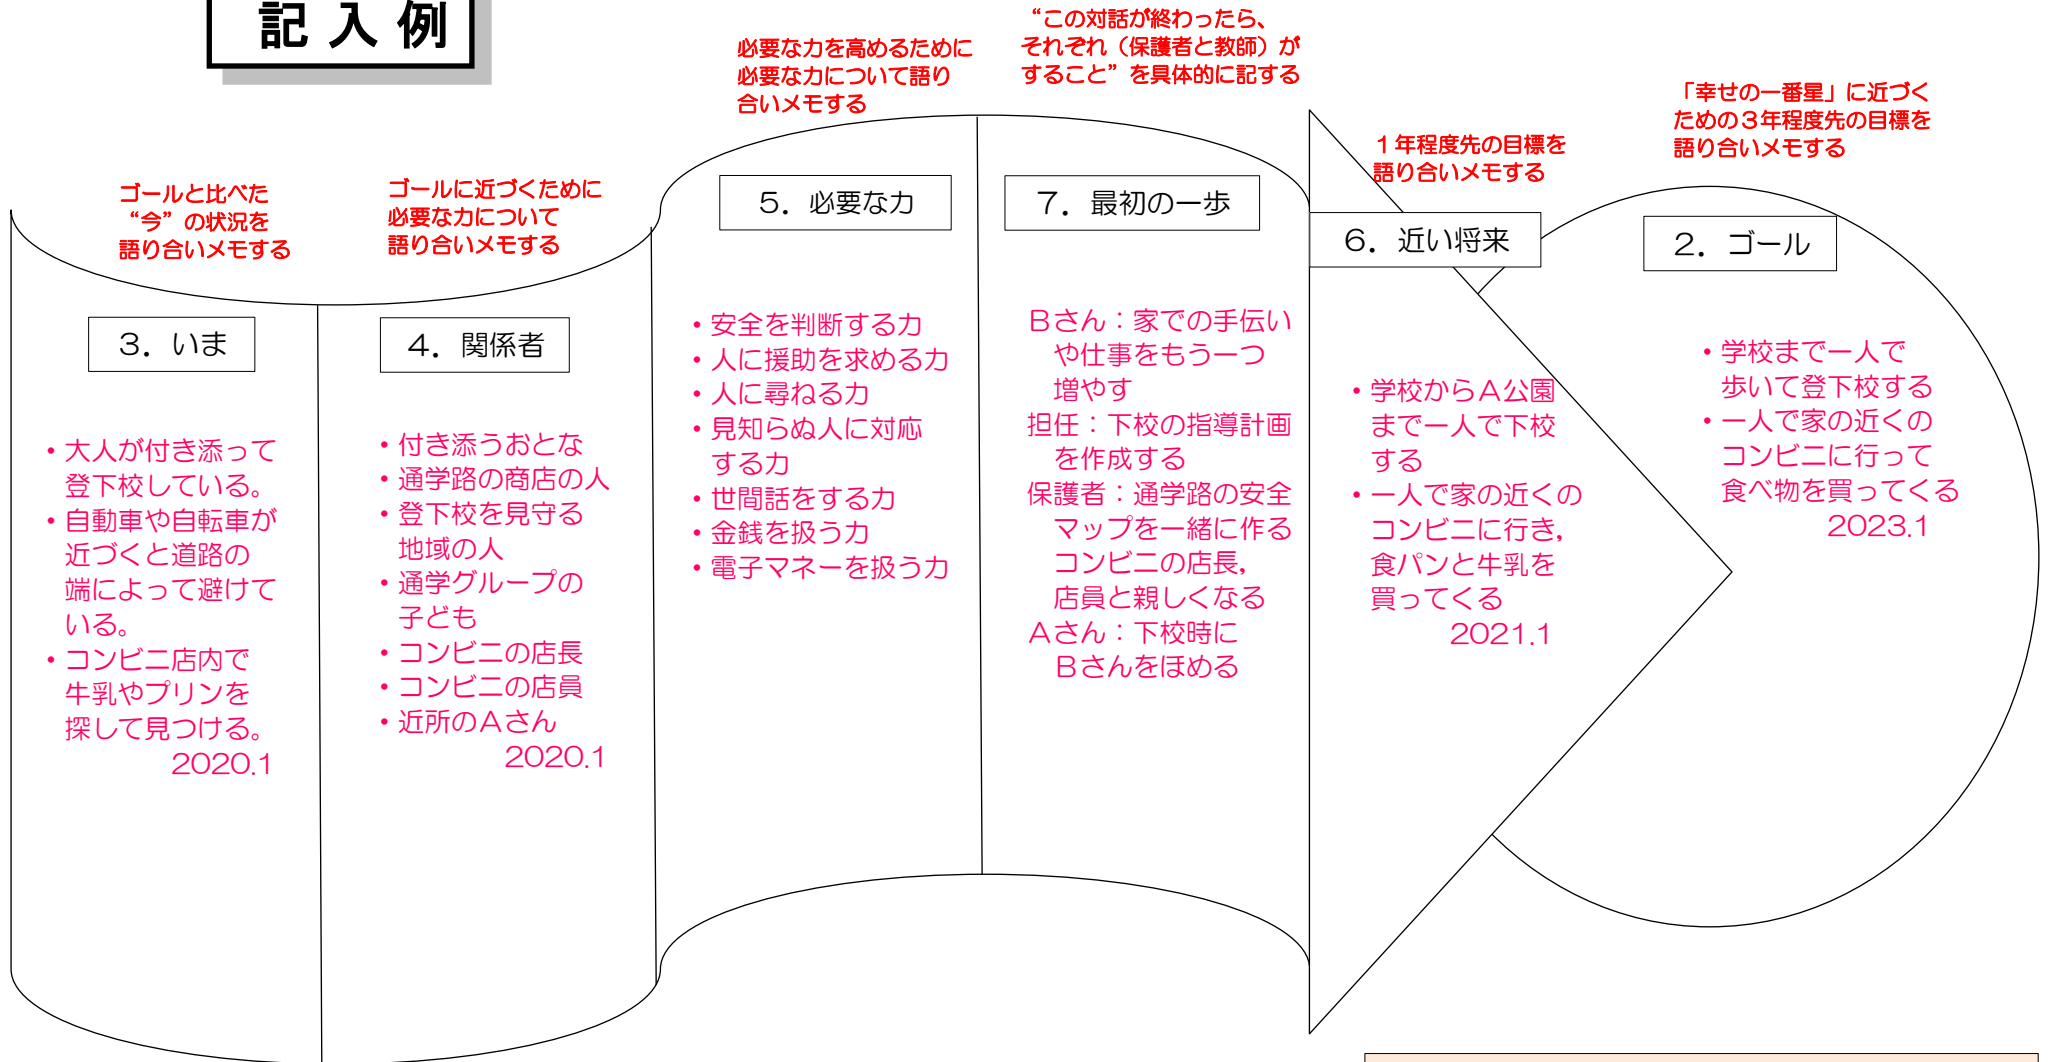 記入例
ゴールと比べた
“今”の状況を
語り合いメモする
3．いま
・大人が付き添って
登下校している。
・自動車や自転車が
近づくと道路の
端によって避けて
いる。
・コンビニ店内で
牛乳やプリンを
探して見つける。
2020.1
ゴールに近づくために
必要な力について
語り合いメモする
4．関係者
・付き添うおとな
・通学路の商店の人
・登下校を見守る
地域の人
・通学グループの
子ども
・コンビニの店長
・コンビニの店員
・近所のAさん
2020.1
必要な力を高めるために
必要な力について語り
合いメモする
5．必要な力
・安全を判断する力
・人に援助を求める力
・人に尋ねる力
・見知らぬ人に対応
する力
・世間話をする力
・金銭を扱う力
・電子マネーを扱う力
“この対話が終わったら、
それぞれ（保護者と教師）が
すること”を具体的に記する
7．最初の一歩
Bさん：家での手伝い
や仕事をもう一つ
増やす
担任：下校の指導計画
を作成する
保護者：通学路の安全
マップを一緒に作る
コンビニの店長，
店員と親しくなる
Aさん：下校時に
Bさんをほめる
1年程度先の目標を
語り合いメモする
6．近い将来
・学校からA公園
まで一人で下校
する
・一人で家の近くの
コンビニに行き，
食パンと牛乳を
買ってくる
2021.1
「幸せの一番星」に近づく
ための3年程度先の目標を
語り合いメモする
2．ゴール
・学校まで一人で
歩いて登下校する
・一人で家の近くの
コンビニに行って
食べ物を買ってくる
2023.1